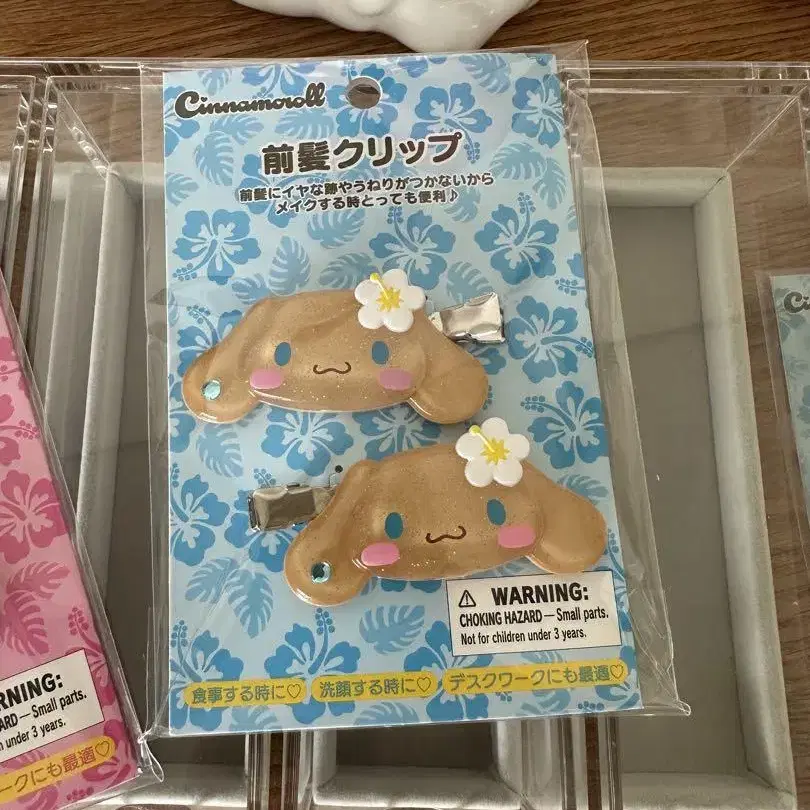 Cinnamoroll
前髪クリップ
前髪にイヤな跡やうねりがつかないから
メイクする時とっても便利♪
WARNING:
CHOKING HAZARD — Small parts.
Not for children under 3 years.
食事する時に♡ 洗顔する時に♡ デスクワークにも最適♡
RNING:
ARD — Small parts.
n under 3 years.
ークにも最適♡
Cinn